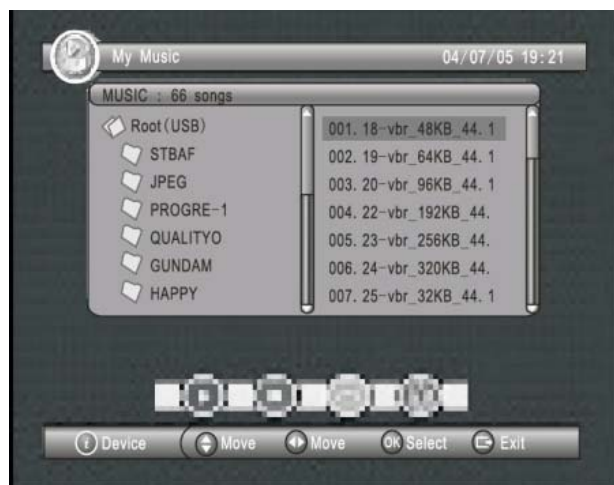 My Music 04/07/05 19:21
MUSIC : 66 songs
Root(USB)
STBAF
JPEG
PROGRE-1
QUALITYO
GUNDAM
HAPPY
001. 18-vbr_48KB_44. 1
002. 19-vbr_64KB_44. 1
003. 20-vbr_96KB_44. 1
004. 22-vbr_192KB_44.
005. 23-vbr_256KB_44.
006. 24-vbr_320KB_44.
007. 25-vbr_32KB_44. 1
i Device Move Move OK Select Exit